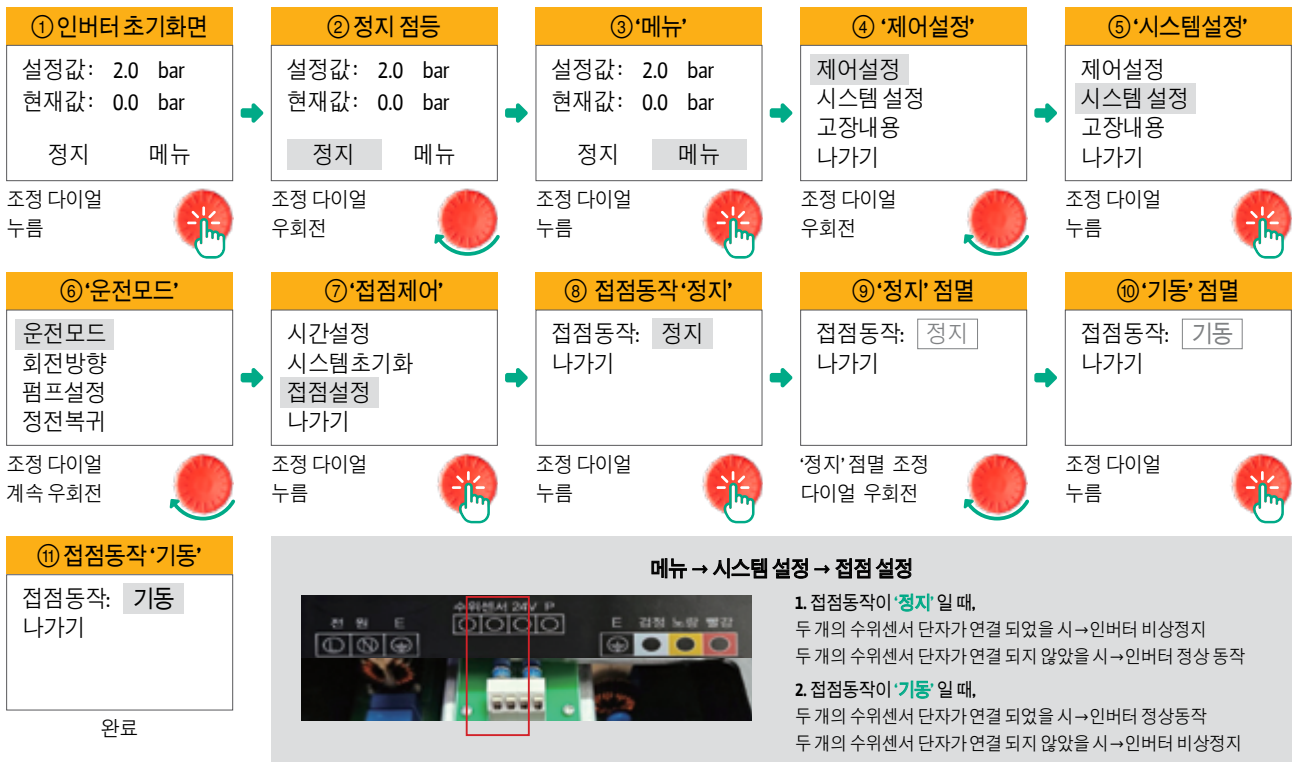 ① 인버터 초기화면
설정값: 2.0 bar
현재값: 0.0 bar
정지 메뉴
조정 다이얼
누름
② 정지 점등
설정값: 2.0 bar
현재값: 0.0 bar
정지 메뉴
조정 다이얼
우회전
③ '메뉴'
설정값: 2.0 bar
현재값: 0.0 bar
정지 메뉴
조정 다이얼
누름
④ '제어설정'
제어설정
시스템 설정
고장내용
나가기
조정 다이얼
우회전
⑤ '시스템설정'
제어설정
시스템 설정
고장내용
나가기
조정 다이얼
누름
⑥ '운전모드'
운전모드
회전방향
펌프설정
정전복귀
조정 다이얼
계속 우회전
⑦ '접점제어'
시간설정
시스템초기화
접점설정
나가기
조정 다이얼
누름
⑧ 접점동작 '정지'
접점동작: 정지
나가기
조정 다이얼
누름
⑨ '정지' 점멸
접점동작: 정지
나가기
'정지' 점멸 조정
다이얼 우회전
⑩ '기동' 점멸
접점동작: 기동
나가기
조정 다이얼
누름
⑪ 접점동작 '기동'
접점동작: 기동
나가기
완료
메뉴 → 시스템 설정 → 접점 설정
수위센서 24V P
전 원 E
E 검정 노랑 빨강
L N
1. 접점동작이 '정지' 일 때,
두 개의 수위센서 단자가 연결 되었을 시→인버터 비상정지
두 개의 수위센서 단자가 연결 되지 않았을 시→인버터 정상 동작
2. 접점동작이 '기동' 일 때,
두 개의 수위센서 단자가 연결 되었을 시→인버터 정상동작
두 개의 수위센서 단자가 연결 되지 않았을 시→인버터 비상정지